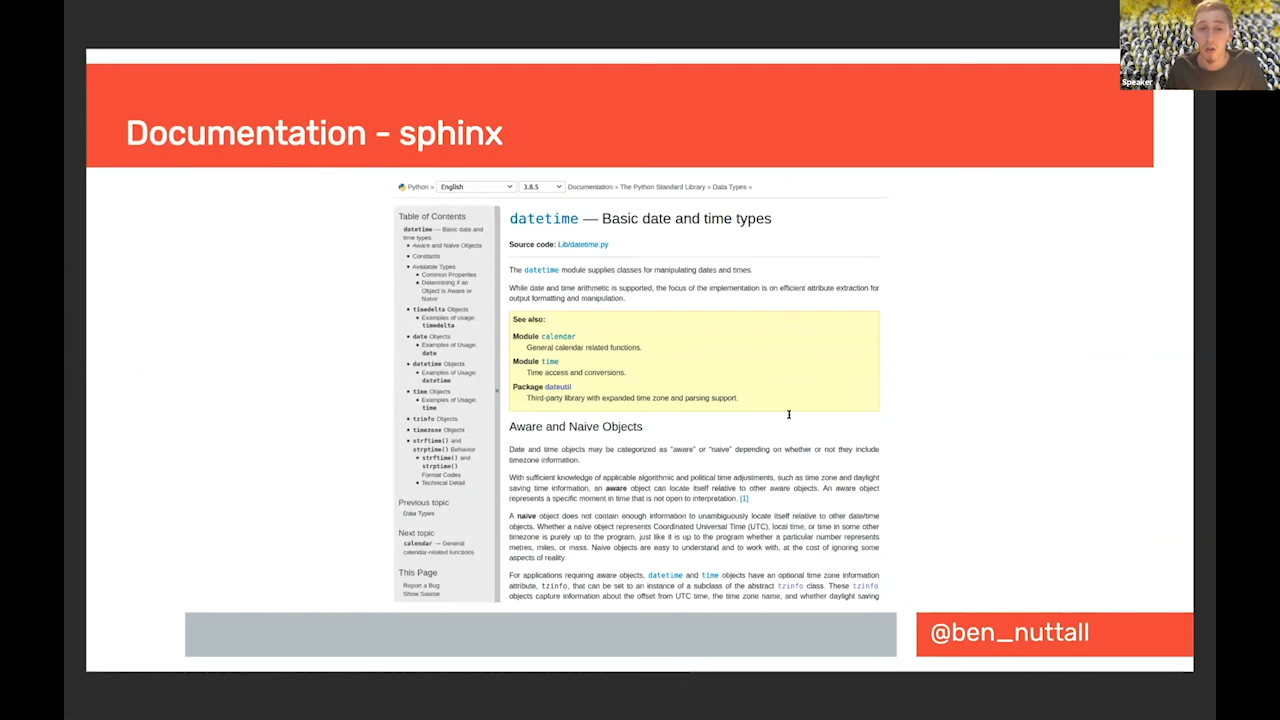 Speaker
Documentation - sphinx
Python » English 3.8.5 Documentation » The Python Standard Library » Data Types »
Table of Contents
datetime — Basic date and
time types
Aware and Naive Objects
Constants
Available Types
Common Properties
Determining if an
Object is Aware or
Naive
timedelta Objects
Examples of usage:
timedelta
date Objects
Examples of Usage:
date
datetime Objects
Examples of Usage:
datetime
time Objects
Examples of Usage:
time
tzinfo Objects
timezone Objects
strftime() and
strptime() Behavior
strftime() and
strptime()
Format Codes
Technical Detail
Previous topic
Data Types
Next topic
calendar — General
calendar-related functions
This Page
Report a Bug
Show Source
datetime — Basic date and time types
Source code: Lib/datetime.py
The datetime module supplies classes for manipulating dates and times.
While date and time arithmetic is supported, the focus of the implementation is on efficient attribute extraction for
output formatting and manipulation.
See also:
Module calendar
General calendar related functions.
Module time
Time access and conversions.
Package dateutil
Third-party library with expanded time zone and parsing support.
Aware and Naive Objects
Date and time objects may be categorized as "aware" or "naive" depending on whether or not they include
timezone information.
With sufficient knowledge of applicable algorithmic and political time adjustments, such as time zone and daylight
saving time information, an aware object can locate itself relative to other aware objects. An aware object
represents a specific moment in time that is not open to interpretation. [1]
A naive object does not contain enough information to unambiguously locate itself relative to other date/time
objects. Whether a naive object represents Coordinated Universal Time (UTC), local time, or time in some other
timezone is purely up to the program, just like it is up to the program whether a particular number represents
metres, miles, or mass. Naive objects are easy to understand and to work with, at the cost of ignoring some
aspects of reality.
For applications requiring aware objects, datetime and time objects have an optional time zone information
attribute, tzinfo, that can be set to an instance of a subclass of the abstract tzinfo class. These tzinfo
objects capture information about the offset from UTC time, the time zone name, and whether daylight saving
@ben_nuttall